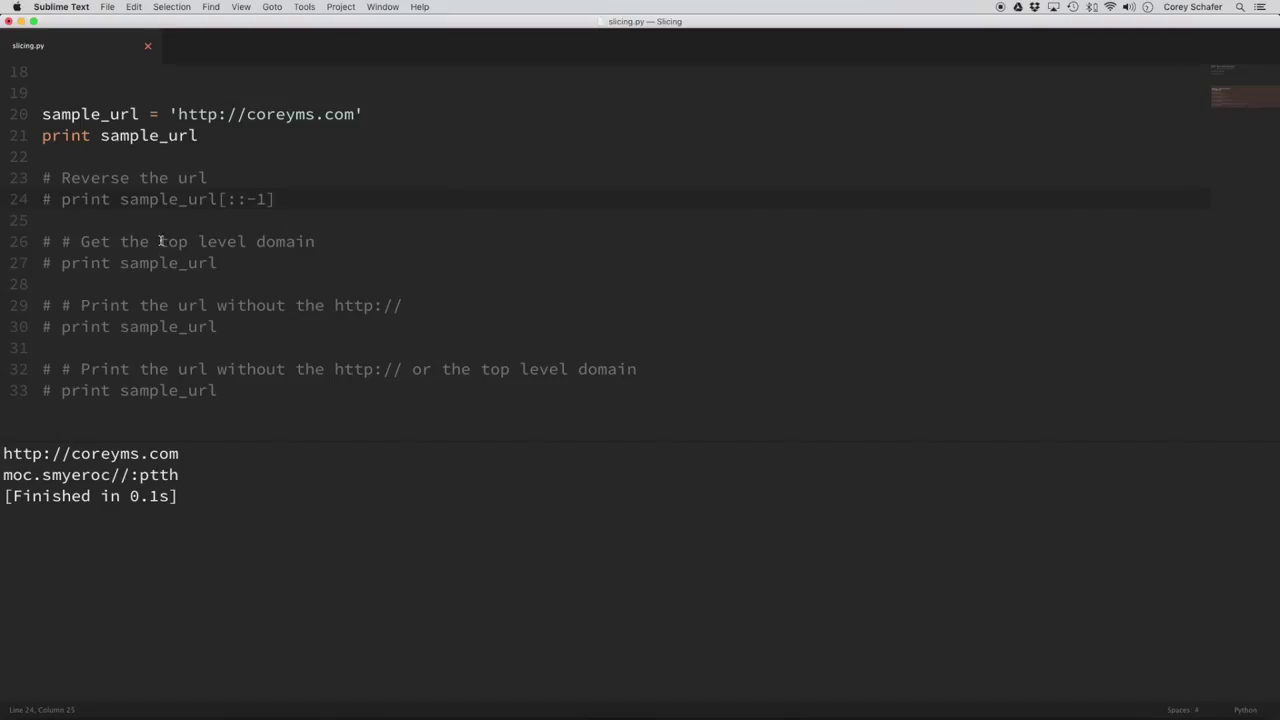 Sublime Text File Edit Selection Find View Goto Tools Project Window Help Corey Schafer
slicing.py — Slicing
slicing.py
18
19
20 sample_url = 'http://coreyms.com'
21 print sample_url
22
23 # Reverse the url
24 # print sample_url[::-1]
25
26 # # Get the top level domain
27 # print sample_url
28
29 # # Print the url without the http://
30 # print sample_url
31
32 # # Print the url without the http:// or the top level domain
33 # print sample_url
http://coreyms.com
moc.smyeroc//:ptth
[Finished in 0.1s]
Line 24, Column 25 Spaces: 4 Python